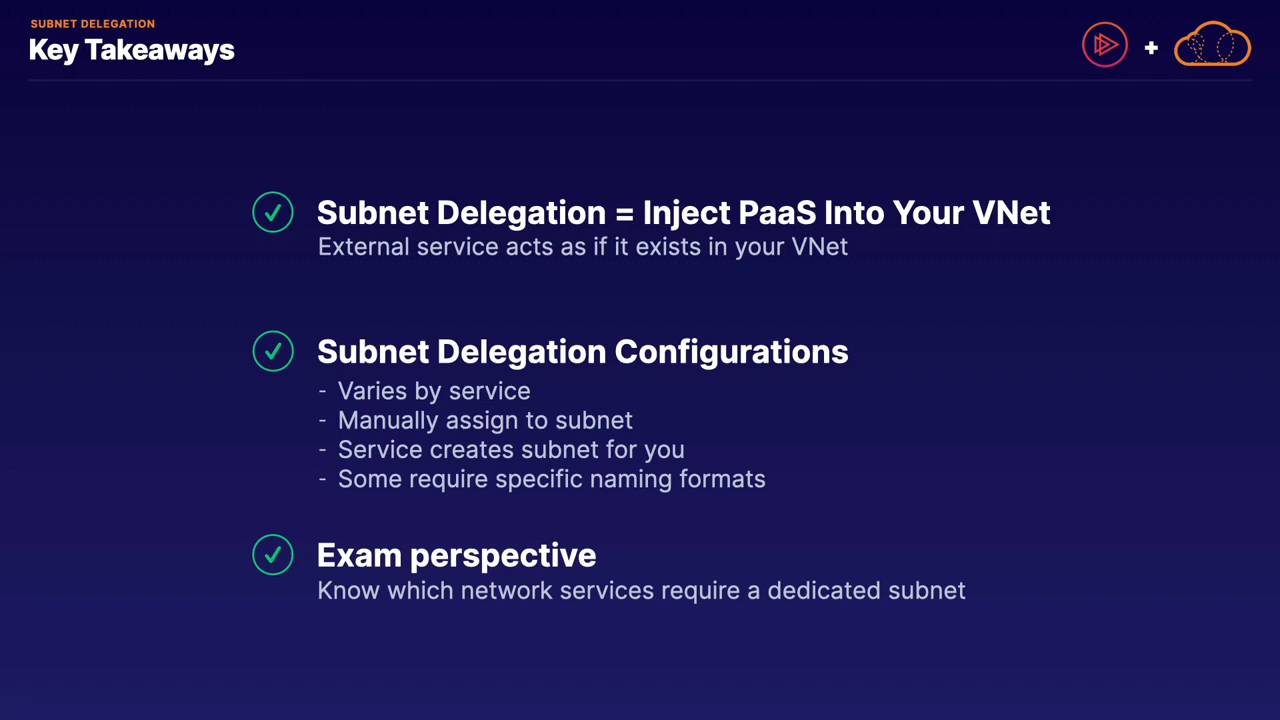 SUBNET DELEGATION
Key Takeaways
+
Subnet Delegation = Inject PaaS Into Your VNet
External service acts as if it exists in your VNet
Subnet Delegation Configurations
- Varies by service
- Manually assign to subnet
- Service creates subnet for you
- Some require specific naming formats
Exam perspective
Know which network services require a dedicated subnet